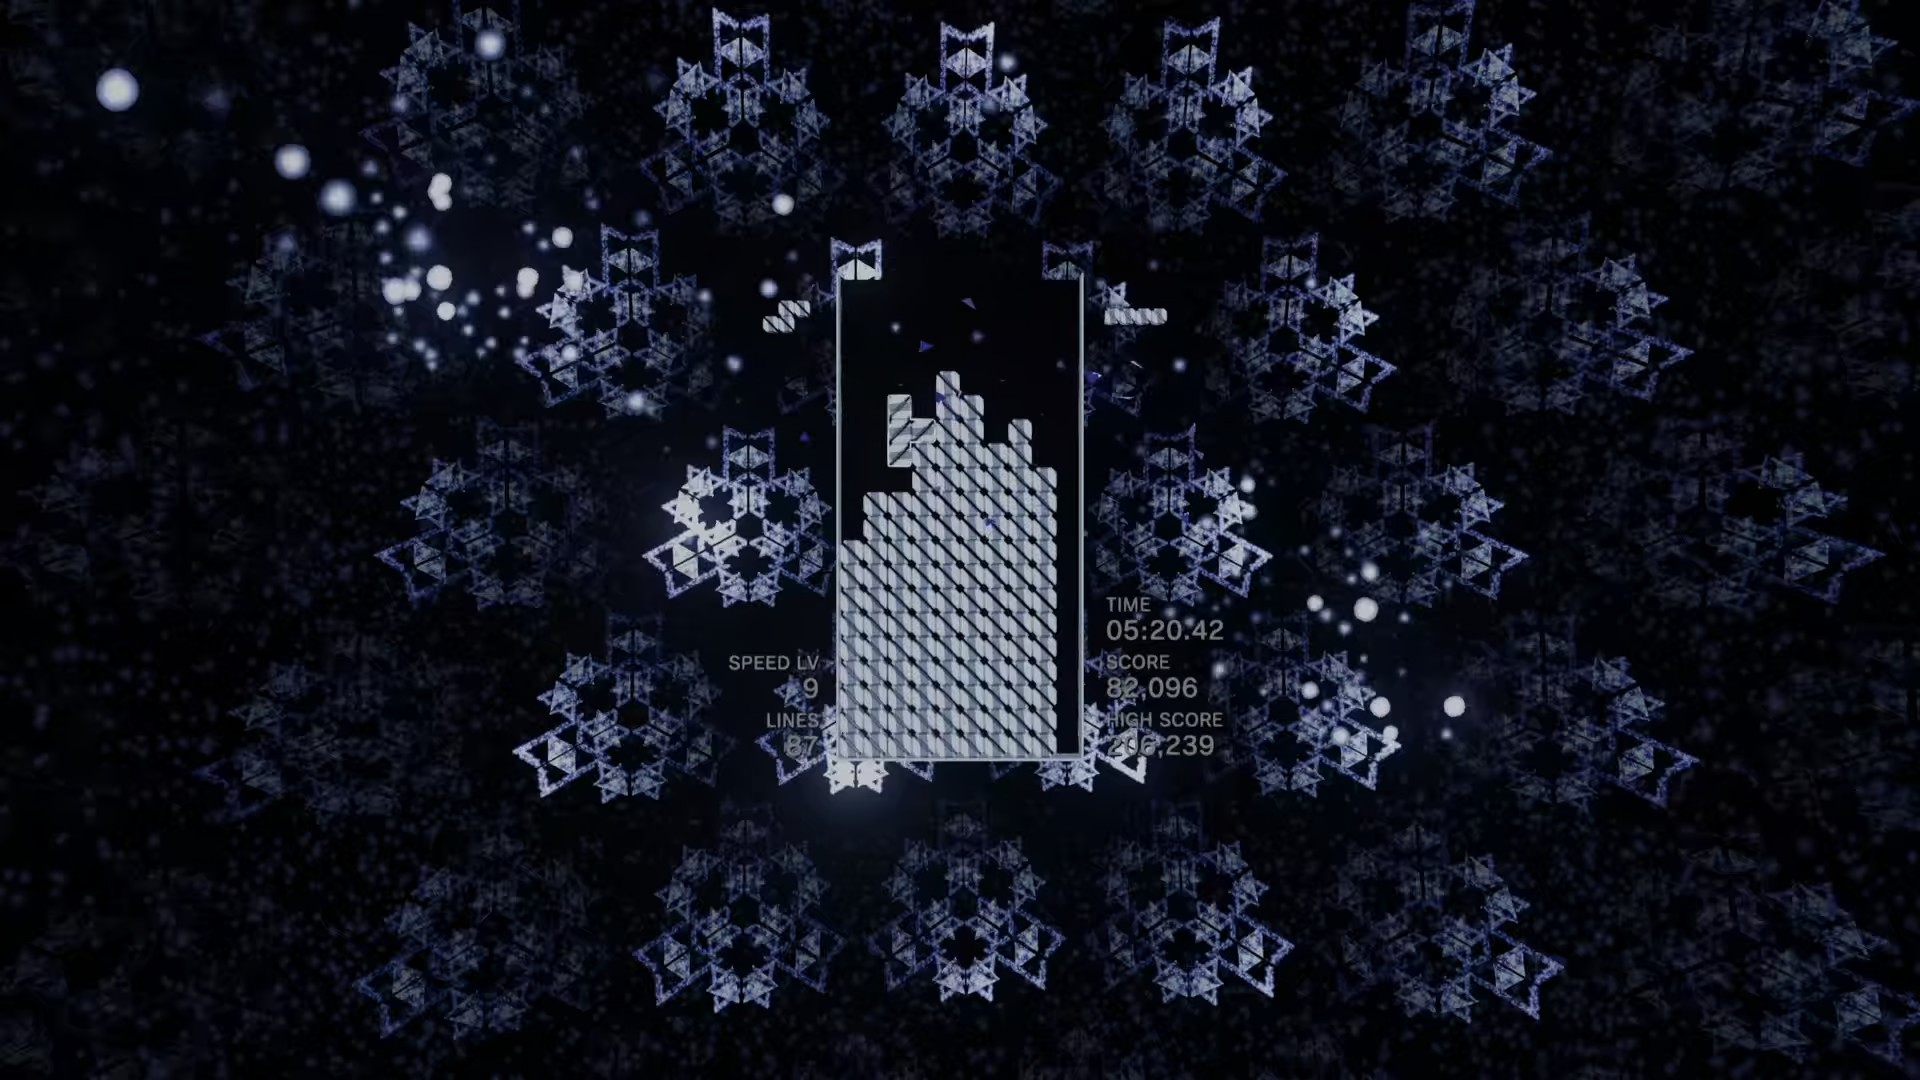 SPEED LV
9
LINES
87
TIME
05:20.42
SCORE
82,096
HIGH SCORE
206,239